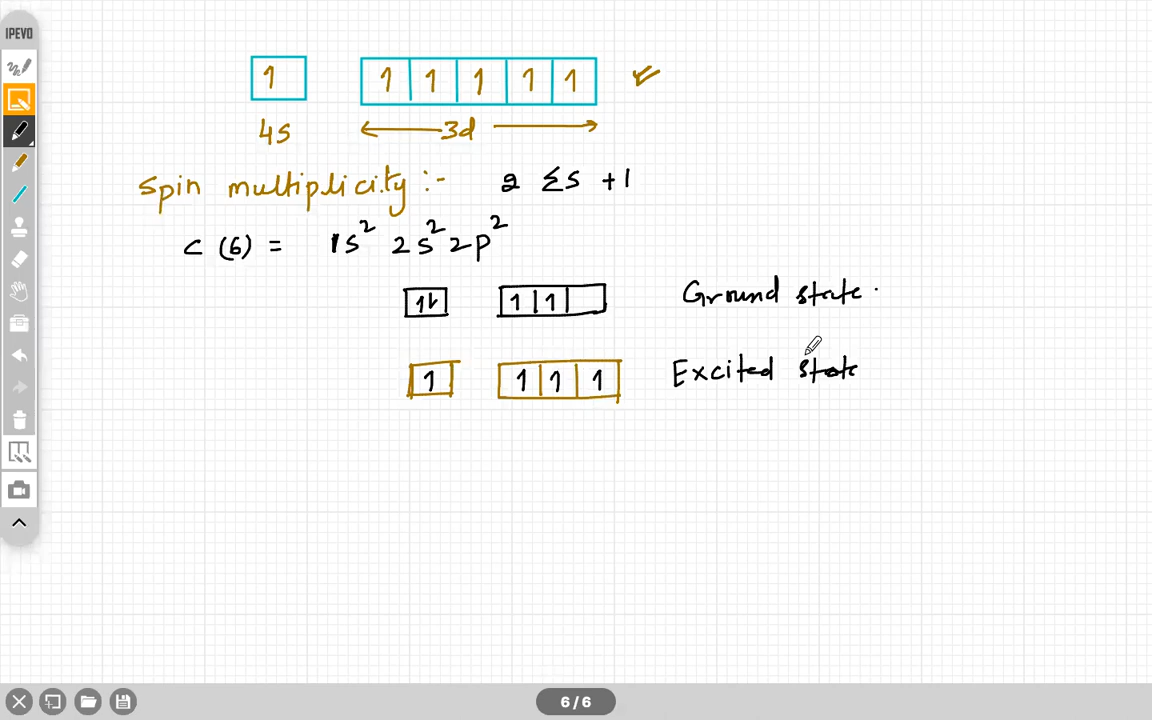 IPEVO
1 1 1 1 1 1 ✓
4s 3d
Spin multiplicity :- 2 ΣS + 1
C (6) = 1s² 2s² 2p²
1↓ 1 1 Ground state.
1 1 1 1 Excited state
6 / 6